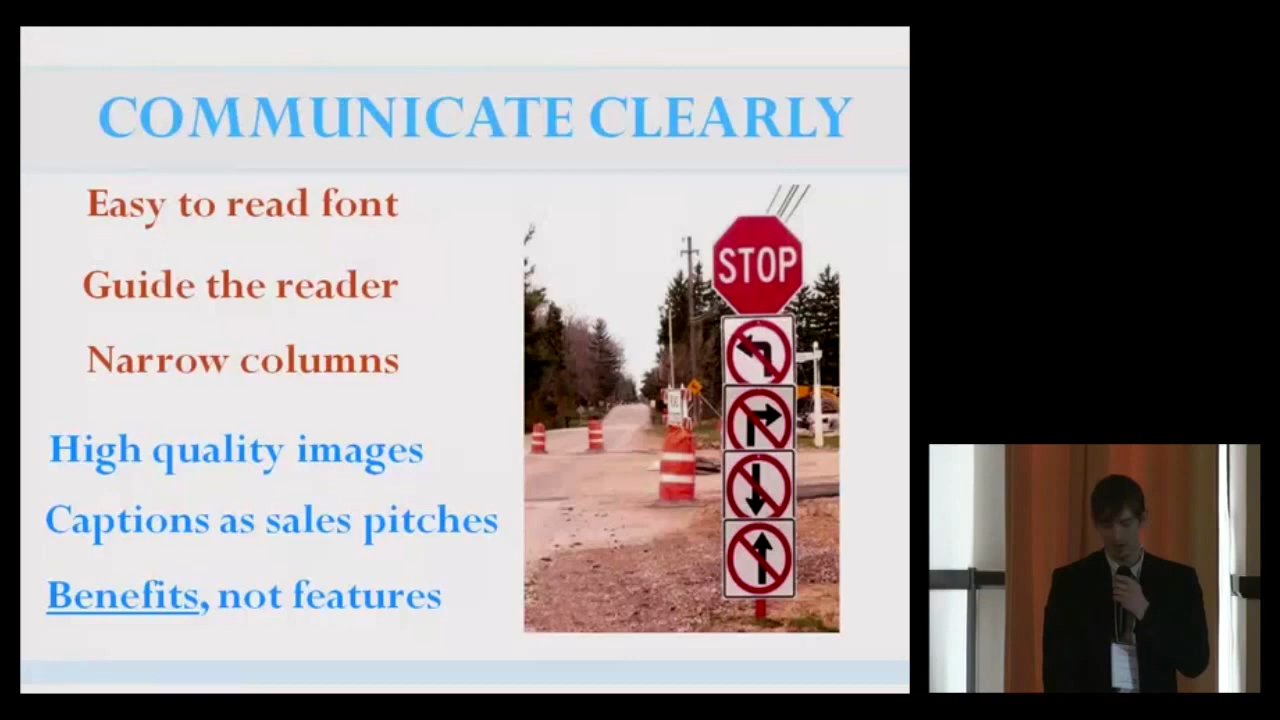 COMMUNICATE CLEARLY
Easy to read font
Guide the reader
Narrow columns
High quality images
Captions as sales pitches
Benefits, not features
STOP